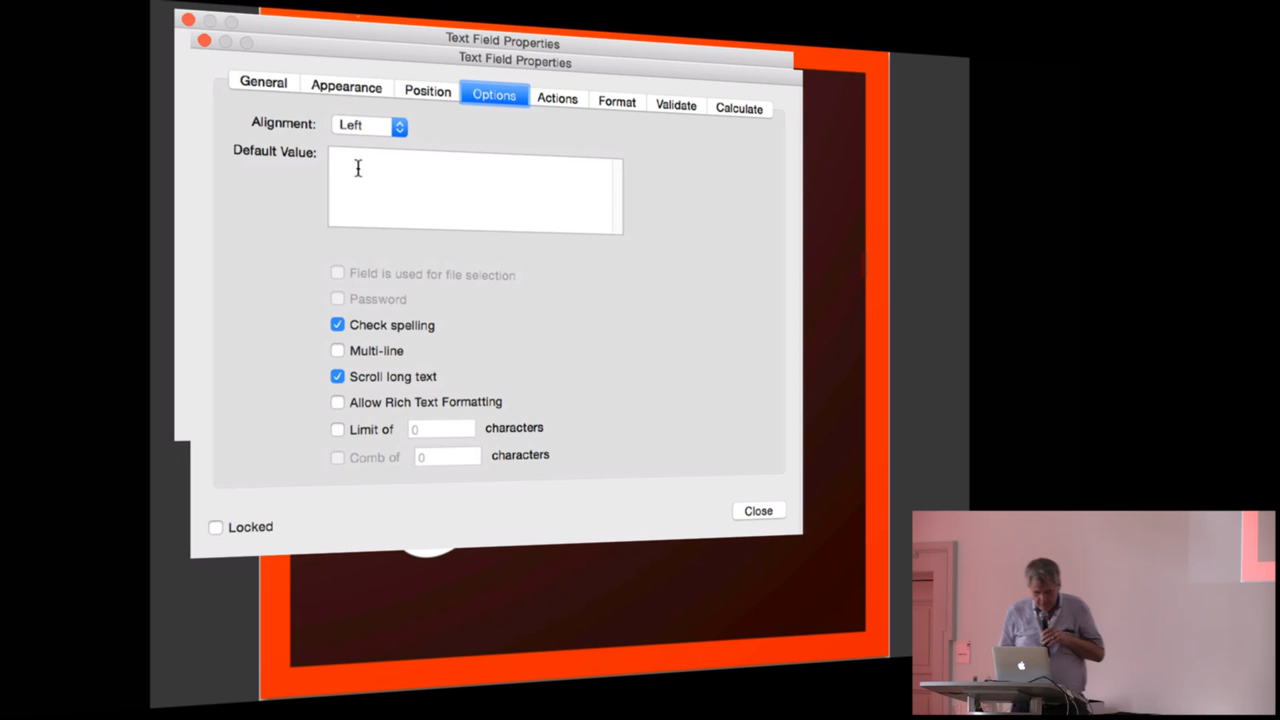 Text Field Properties
Text Field Properties
General Appearance Position Options Actions Format Validate Calculate
Alignment: Left
Default Value:
Field is used for file selection
Password
Check spelling
Multi-line
Scroll long text
Allow Rich Text Formatting
Limit of 0 characters
Comb of 0 characters
Locked
Close